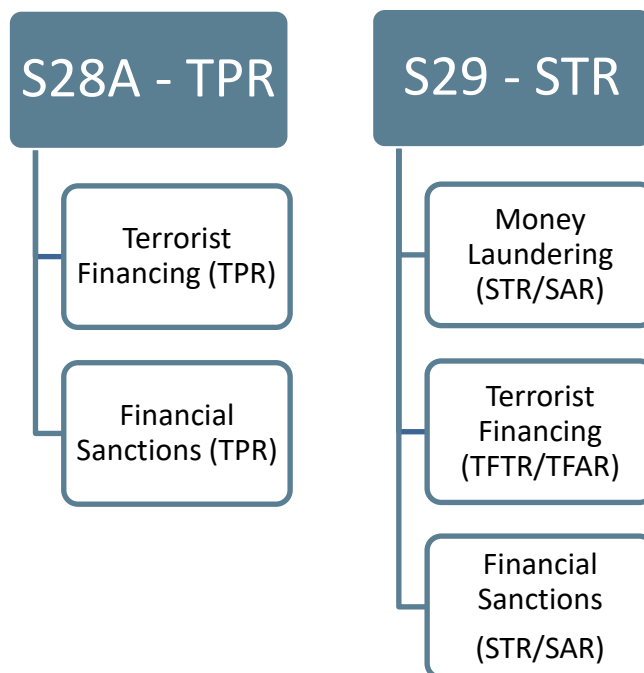 S28A - TPR
Terrorist
Financing (TPR)
Financial
Sanctions (TPR)
S29 - STR
Money
Laundering
(STR/SAR)
Terrorist
Financing
(TFTR/TFAR)
Financial
Sanctions
(STR/SAR)